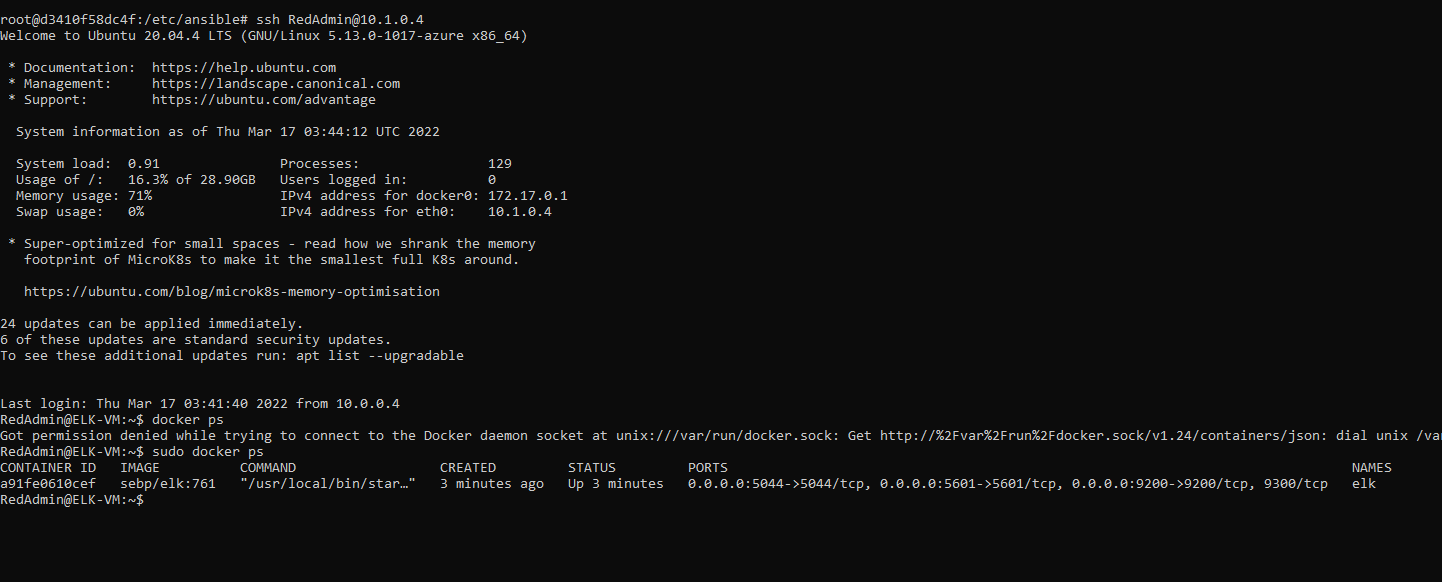 root@d3410f58dc4f:/etc/ansible# ssh RedAdmin@10.1.0.4
Welcome to Ubuntu 20.04.4 LTS (GNU/Linux 5.13.0-1017-azure x86_64)
* Documentation:  https://help.ubuntu.com
* Management:     https://landscape.canonical.com
* Support:        https://ubuntu.com/advantage
System information as of Thu Mar 17 03:44:12 UTC 2022
System load:  0.91               Processes:                129
Usage of /:   16.3% of 28.90GB   Users logged in:          0
Memory usage: 71%                IPv4 address for docker0: 172.17.0.1
Swap usage:   0%                 IPv4 address for eth0:    10.1.0.4
* Super-optimized for small spaces - read how we shrank the memory
footprint of MicroK8s to make it the smallest full K8s around.
https://ubuntu.com/blog/microk8s-memory-optimisation
24 updates can be applied immediately.
6 of these updates are standard security updates.
To see these additional updates run: apt list --upgradable
Last login: Thu Mar 17 03:41:40 2022 from 10.0.0.4
RedAdmin@ELK-VM:~$ docker ps
Got permission denied while trying to connect to the Docker daemon socket at unix:///var/run/docker.sock: Get http://%2Fvar%2Frun%2Fdocker.sock/v1.24/containers/json: dial unix /va
RedAdmin@ELK-VM:~$ sudo docker ps
CONTAINER ID   IMAGE          COMMAND                  CREATED         STATUS         PORTS                                                                              NAMES
a91fe0610cef   sebp/elk:761   "/usr/local/bin/star…"   3 minutes ago   Up 3 minutes   0.0.0.0:5044->5044/tcp, 0.0.0.0:5601->5601/tcp, 0.0.0.0:9200->9200/tcp, 9300/tcp   elk
RedAdmin@ELK-VM:~$